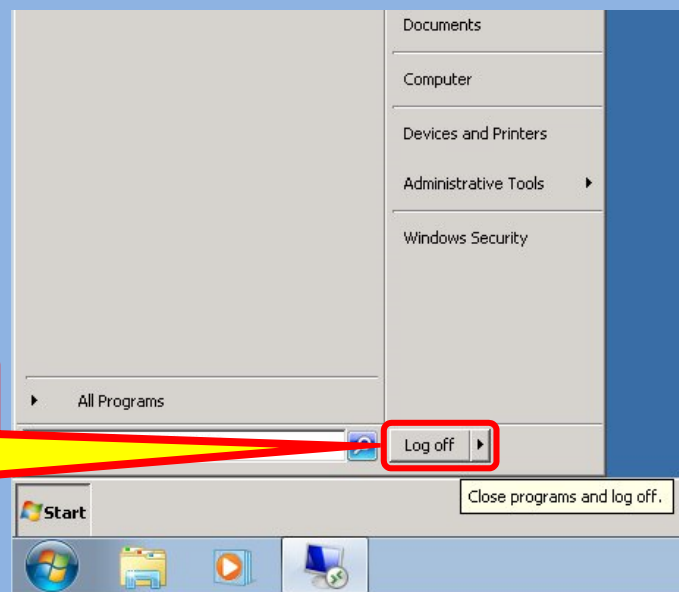 Documents
Computer
Devices and Printers
Administrative Tools
Windows Security
All Programs
Log off
Close programs and log off.
Start